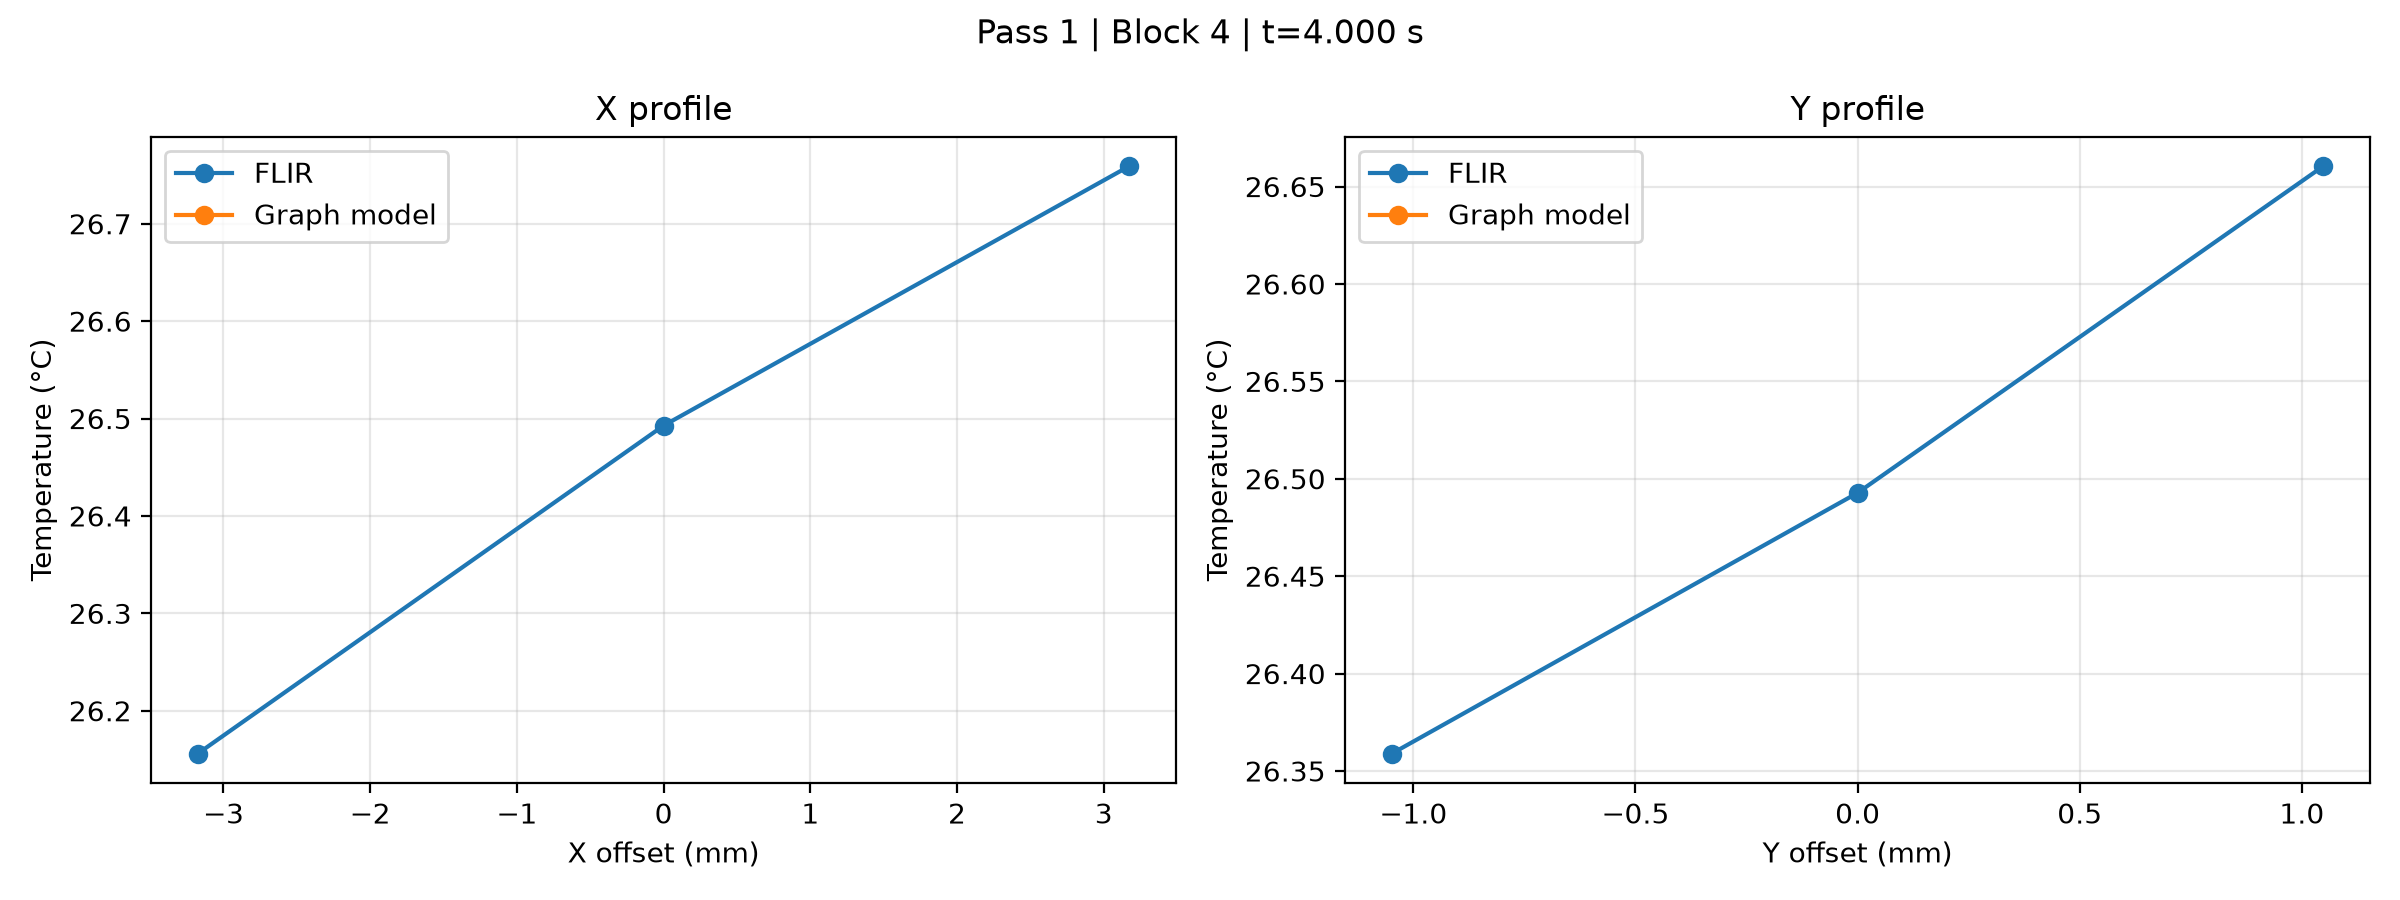 Pass 1 | Block 4 | t=4.000 s
X profile
FLIR
Graph model
26.7
26.6
26.5
26.4
26.3
26.2
Temperature (°C)
−3
−2
−1
0
1
2
3
X offset (mm)
Y profile
FLIR
Graph model
26.65
26.60
26.55
26.50
26.45
26.40
26.35
Temperature (°C)
−1.0
−0.5
0.0
0.5
1.0
Y offset (mm)